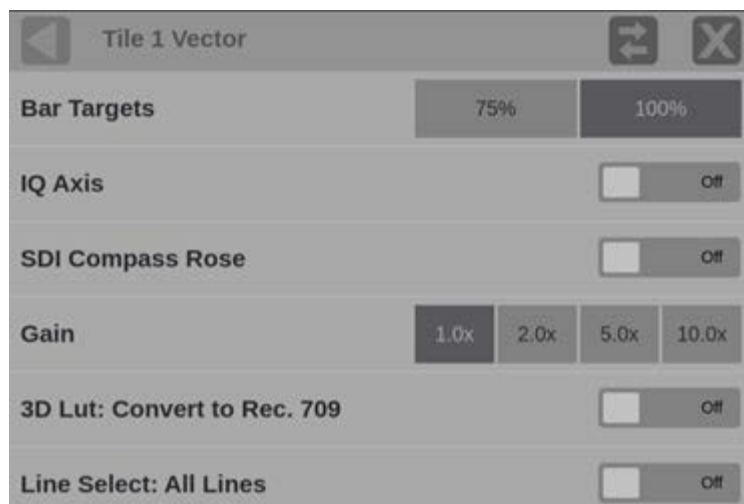 Tile 1 Vector
Bar Targets 75% 100%
IQ Axis Off
SDI Compass Rose Off
Gain 1.0x 2.0x 5.0x 10.0x
3D Lut: Convert to Rec. 709 Off
Line Select: All Lines Off